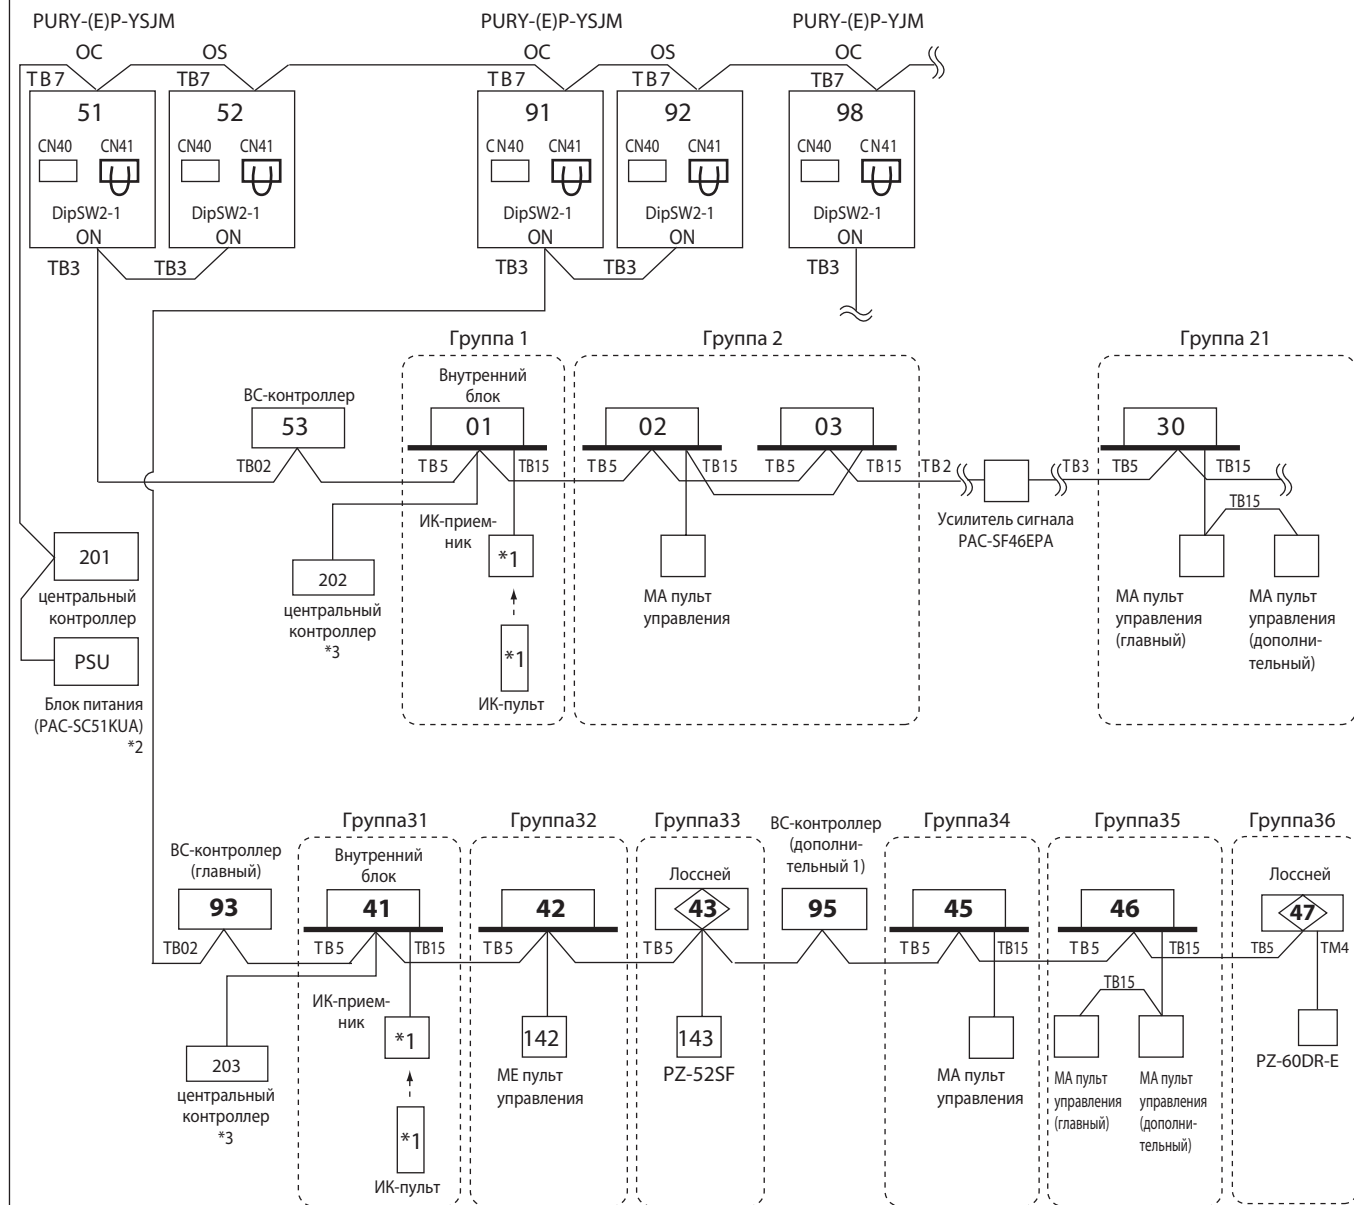 PURY-(E)P-YSJM
PURY-(E)P-YSJM
PURY-(E)P-YJM
OC
OS
OC
OS
OC
TB7
TB7
TB7
TB7
TB7
51
52
91
92
98
CN40
CN41
CN40
CN41
CN40
CN41
CN40
CN41
CN40
CN41
DipSW2-1
DipSW2-1
DipSW2-1
DipSW2-1
DipSW2-1
ON
ON
ON
ON
ON
TB3
TB3
TB3
TB3
TB3
Группа 1
Группа 2
Группа 21
ВС-контроллер
Внутренний
блок
53
01
02
03
30
TB02
TB5
TB15
TB5
TB15
TB5
TB15
TB2
TB3
TB5
TB15
Усилитель сигнала
PAC-SF46EPA
TB15
ИК-прием-
ник
*1
201
центральный
контроллер
202
центральный
контроллер
*3
МА пульт
управления
МА пульт
управления
(главный)
МА пульт
управления
(дополни-
тельный)
*1
ИК-пульт
PSU
Блок питания
(PAC-SC51KUA)
*2
Группа31
Группа32
Группа33
Группа34
Группа35
Группа36
ВС-контроллер
(главный)
Внутренний
блок
Лоссней
ВС-контроллер
(дополни-
тельный 1)
Лоссней
93
41
42
43
95
45
46
47
TB02
TB5
TB15
TB5
TB5
TB5
TB15
TB5
TB15
TB5
TM4
ИК-прием-
ник
*1
TB15
142
143
203
центральный
контроллер
*3
МЕ пульт
управления
PZ-52SF
МА пульт
управления
МА пульт
управления
(главный)
МА пульт
управления
(дополни-
тельный)
PZ-60DR-E
*1
ИК-пульт